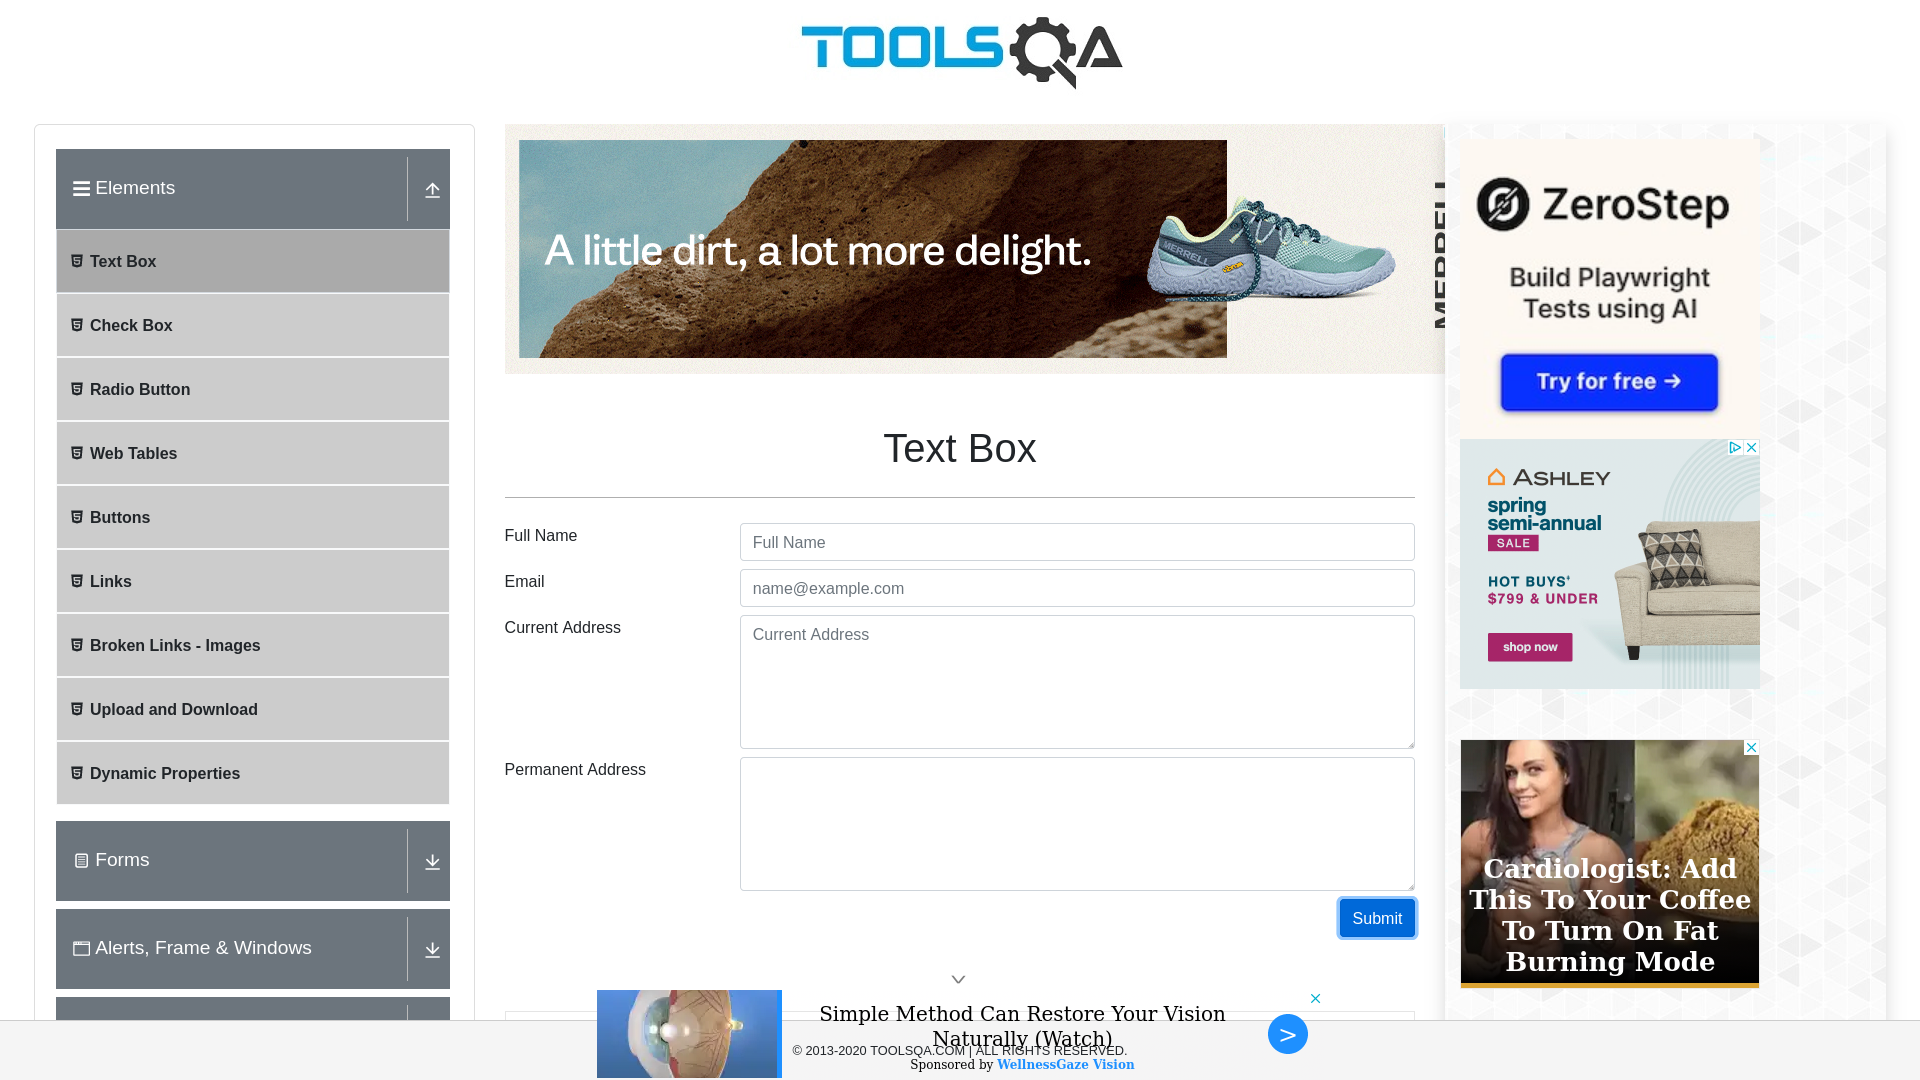 TOOLSQA
Elements
Text Box
Check Box
Radio Button
Web Tables
Buttons
Links
Broken Links - Images
Upload and Download
Dynamic Properties
Forms
Alerts, Frame & Windows
A little dirt, a lot more delight.
MERRELL
MERRELL
vibram
Text Box
Full Name
Full Name
Email
name@example.com
Current Address
Current Address
Permanent Address
Submit
ZeroStep
Build Playwright
Tests using AI
Try for free →
ASHLEY
spring
semi-annual
SALE
HOT BUYS‡
$799 & UNDER
shop now
Cardiologist: Add
This To Your Coffee
To Turn On Fat
Burning Mode
Simple Method Can Restore Your Vision
Naturally (Watch)
Sponsored by WellnessGaze Vision
>
© 2013-2020 TOOLSQA.COM | ALL RIGHTS RESERVED.